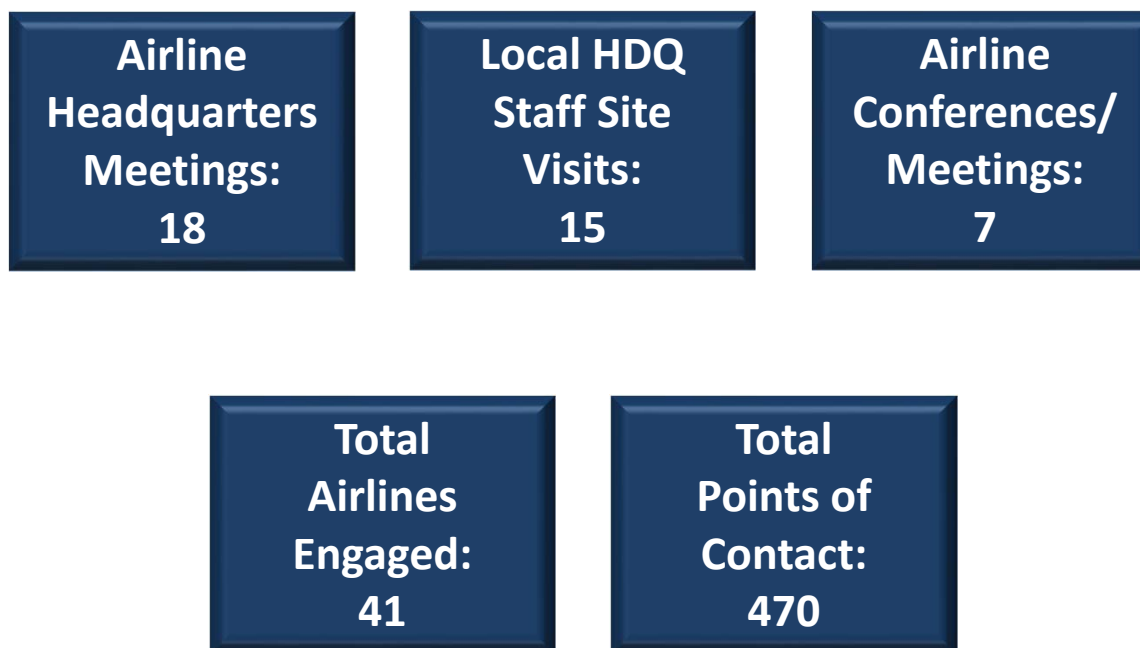 Airline
Headquarters
Meetings:
18
Local HDQ
Staff Site
Visits:
15
Airline
Conferences/
Meetings:
7
Total
Airlines
Engaged:
41
Total
Points of
Contact:
470